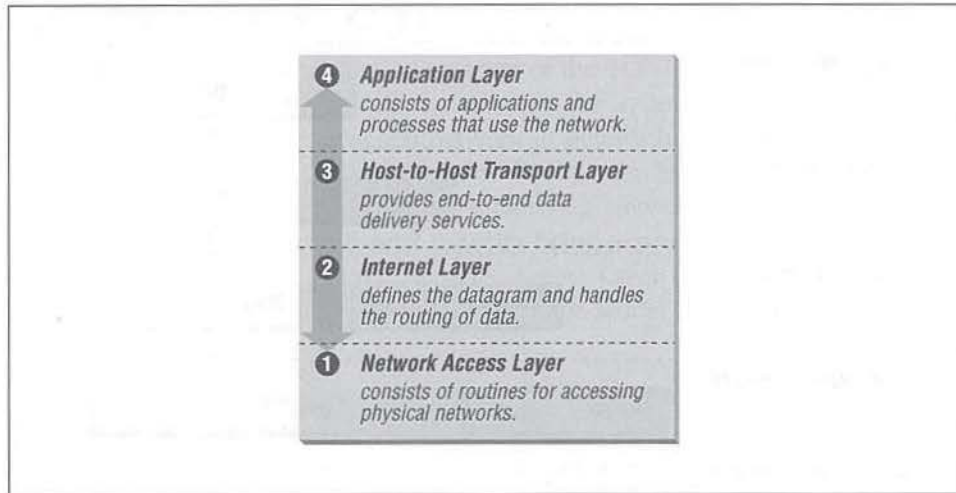 4 Application Layer
consists of applications and
processes that use the network.
3 Host-to-Host Transport Layer
provides end-to-end data
delivery services.
2 Internet Layer
defines the datagram and handles
the routing of data.
1 Network Access Layer
consists of routines for accessing
physical networks.